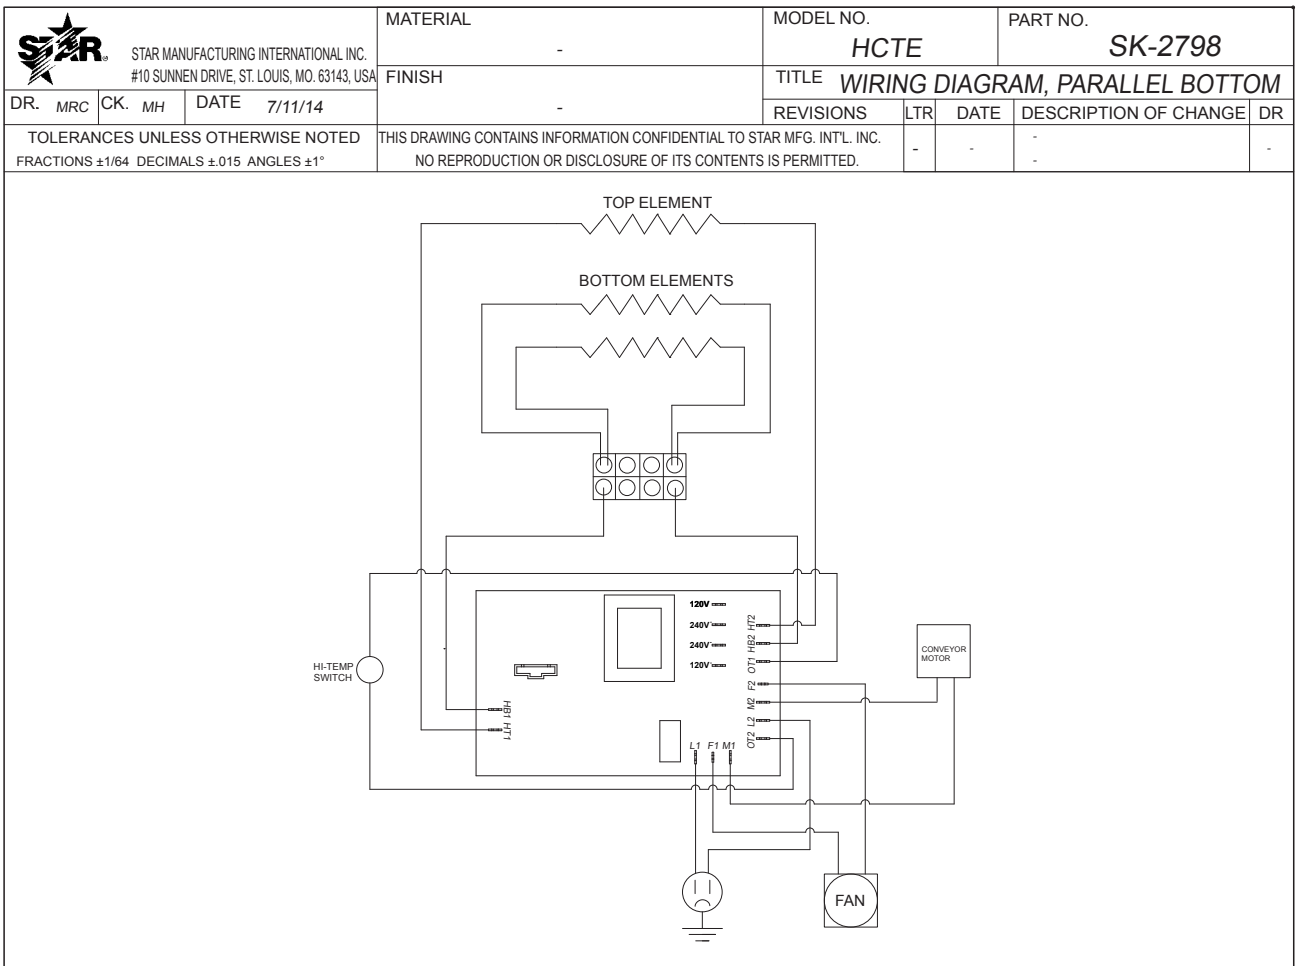 STAR®
STAR MANUFACTURING INTERNATIONAL INC.
#10 SUNNEN DRIVE, ST. LOUIS, MO. 63143, USA
DR. MRC CK. MH DATE 7/11/14
TOLERANCES UNLESS OTHERWISE NOTED
FRACTIONS ±1/64 DECIMALS ±.015 ANGLES ±1°
MATERIAL
-
FINISH
-
THIS DRAWING CONTAINS INFORMATION CONFIDENTIAL TO STAR MFG. INT'L. INC.
NO REPRODUCTION OR DISCLOSURE OF ITS CONTENTS IS PERMITTED.
MODEL NO.
HCTE
PART NO.
SK-2798
TITLE WIRING DIAGRAM, PARALLEL BOTTOM
REVISIONS LTR DATE DESCRIPTION OF CHANGE DR
- - - -
-
TOP ELEMENT
BOTTOM ELEMENTS
120V
240V
240V
120V
HT2
HB2
OT1
F2
M2
L2
OT2
HB1
HT1
L1 F1 M1
HI-TEMP
SWITCH
CONVEYOR
MOTOR
FAN